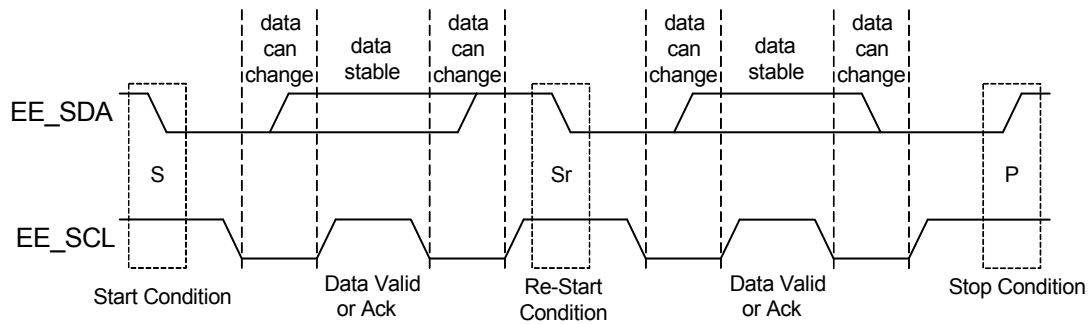 data
can
change
data
stable
data
can
change
data
can
change
data
stable
data
can
change
EE_SDA
S
Sr
P
EE_SCL
Start Condition
Data Valid
or Ack
Re-Start
Condition
Data Valid
or Ack
Stop Condition